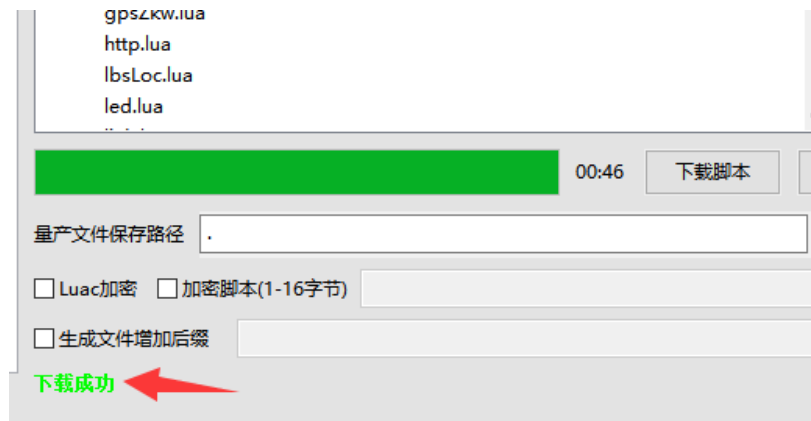 gpsZkw.lua
http.lua
lbsLoc.lua
led.lua
00:46 下载脚本
量产文件保存路径 .
Luac加密 加密脚本(1-16字节)
生成文件增加后缀
下载成功